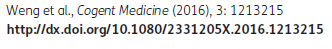 Weng et al., Cogent Medicine (2016), 3: 1213215
http://dx.doi.org/10.1080/2331205X.2016.1213215